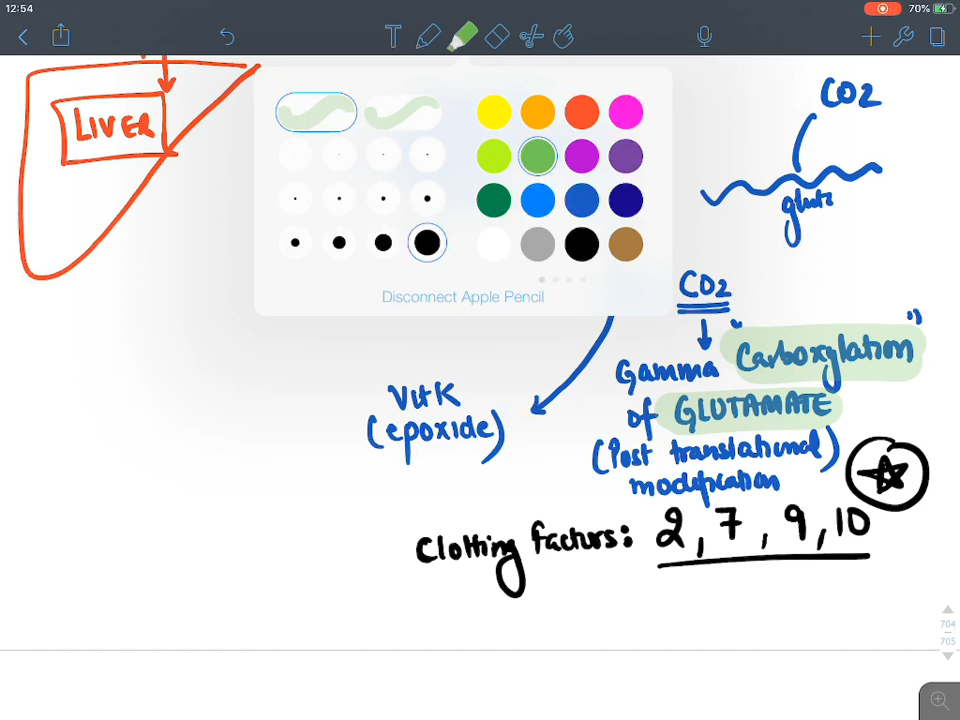 12:54
70%
T
LIVER
CO2
glute
Disconnect Apple Pencil
CO2
Gamma "Carboxylation"
of GLUTAMATE
(Post translational)
modification
Vit K
(epoxide)
Clotting factors: 2, 7, 9, 10
704
705